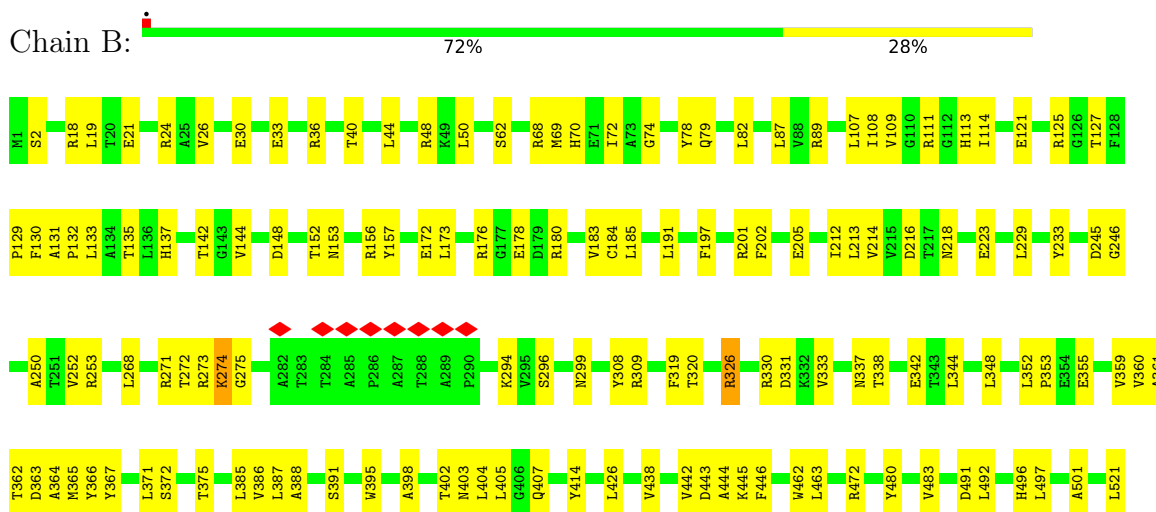 Chain B:
72% 28%
M1 S2 R18 L19 T20 E21 R24 A25 V26 E30 E33 R36 T40 L44 R48 K49 L50 S62 R68 M69 H70 E71 I72 A73 G74 Y78 Q79 L82 L87 V88 R89 L107 I108 V109 G110 R111 G112 H113 I114 E121 R125 G126 T127 F128
P129 F130 A131 P132 L133 A134 T135 L136 H137 T142 G143 V144 D148 T152 N153 R156 Y157 E172 L173 R176 G177 E178 D179 R180 V183 C184 L185 L191 F197 R201 F202 E205 I212 L213 V214 V215 D216 T217 N218 E223 L229 Y233 D245 G246
A250 T251 V252 R253 L268 R271 T272 R273 K274 G275 A282 T283 T284 A285 P286 A287 T288 A289 P290 K294 V295 S296 N299 Y308 R309 F319 T320 R326 R330 D331 K332 V333 N337 T338 E342 T343 L344 L348 L352 P353 E354 E355 V359 V360 A361
T362 D363 A364 M365 Y366 Y367 L371 S372 T375 L385 V386 L387 A388 S391 W395 A398 T402 N403 L404 L405 G406 Q407 Y414 L426 V438 V442 D443 A444 K445 F446 W462 L463 R472 Y480 V483 D491 L492 H496 L497 A501 L521